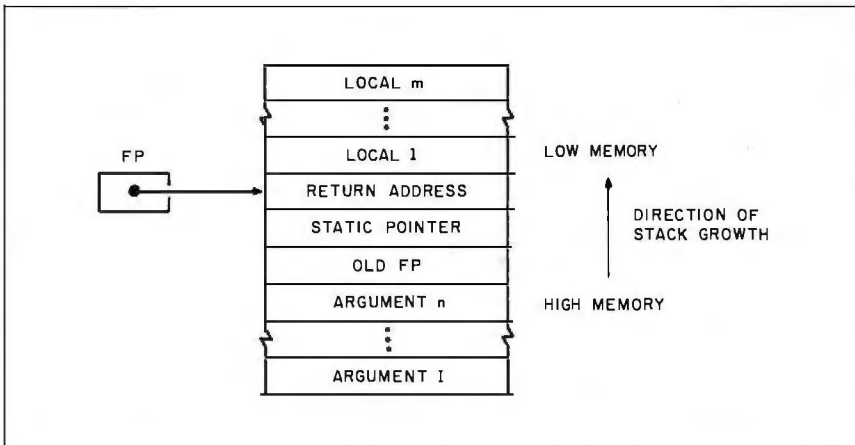 LOCAL m
⋮
LOCAL 1
RETURN ADDRESS
STATIC POINTER
OLD FP
ARGUMENT n
⋮
ARGUMENT I
FP
LOW MEMORY
DIRECTION OF
STACK GROWTH
HIGH MEMORY